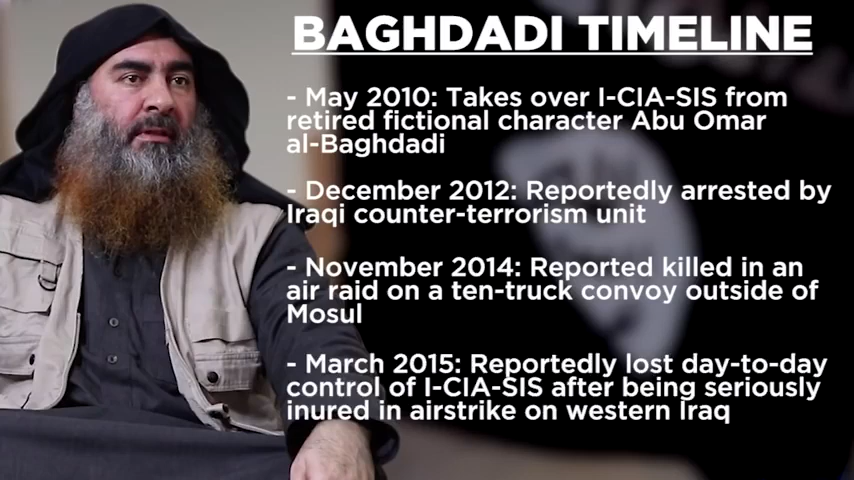 BAGHDADI TIMELINE
- May 2010: Takes over I-CIA-SIS from
retired fictional character Abu Omar
al-Baghdadi
- December 2012: Reportedly arrested by
Iraqi counter-terrorism unit
- November 2014: Reported killed in an
air raid on a ten-truck convoy outside of
Mosul
- March 2015: Reportedly lost day-to-day
control of I-CIA-SIS after being seriously
inured in airstrike on western Iraq